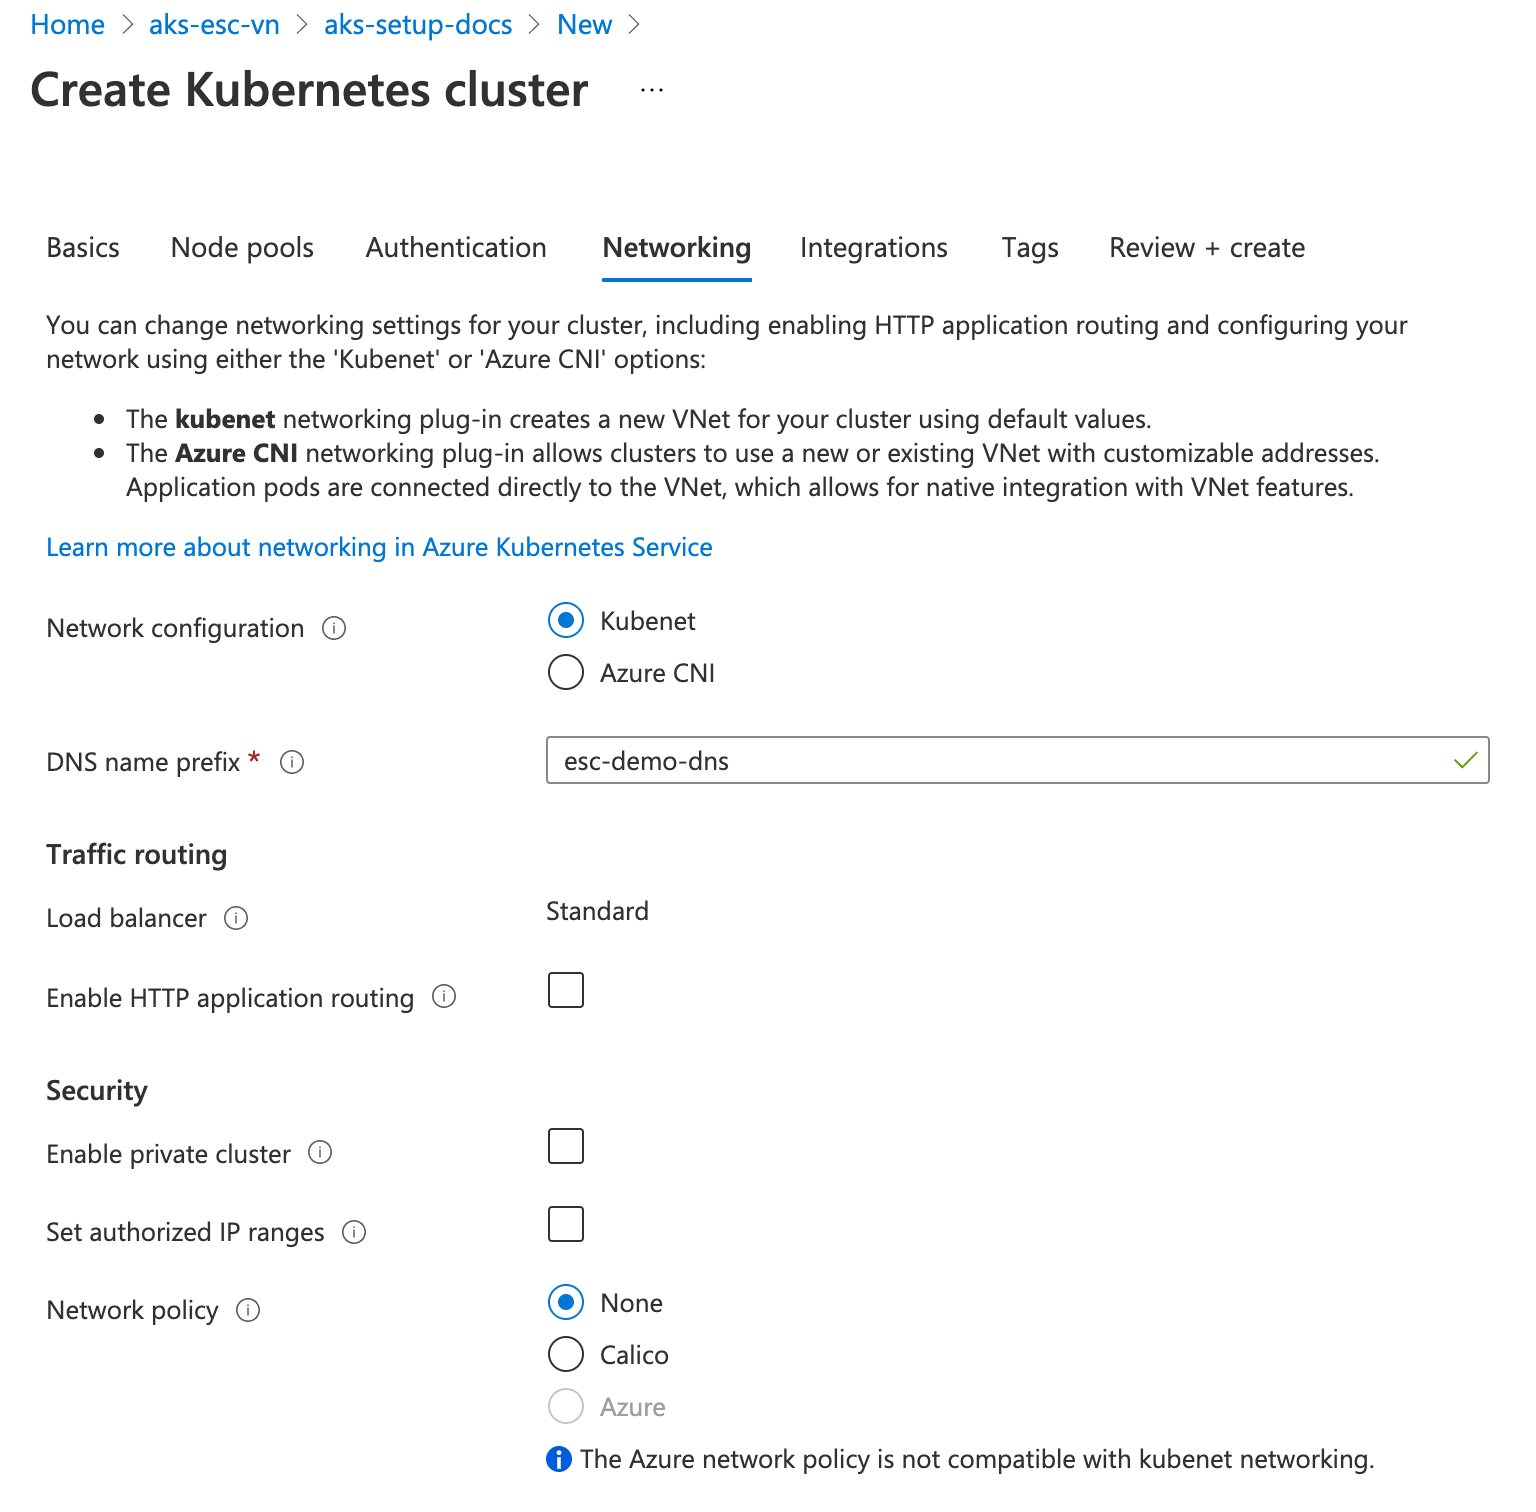 Home > aks-esc-vn > aks-setup-docs > New >
Create Kubernetes cluster ...
Basics Node pools Authentication Networking Integrations Tags Review + create
You can change networking settings for your cluster, including enabling HTTP application routing and configuring your
network using either the 'Kubenet' or 'Azure CNI' options:
• The kubenet networking plug-in creates a new VNet for your cluster using default values.
• The Azure CNI networking plug-in allows clusters to use a new or existing VNet with customizable addresses.
Application pods are connected directly to the VNet, which allows for native integration with VNet features.
Learn more about networking in Azure Kubernetes Service
Network configuration
Kubenet
Azure CNI
DNS name prefix *
esc-demo-dns
Traffic routing
Load balancer
Standard
Enable HTTP application routing
Security
Enable private cluster
Set authorized IP ranges
Network policy
None
Calico
Azure
The Azure network policy is not compatible with kubenet networking.